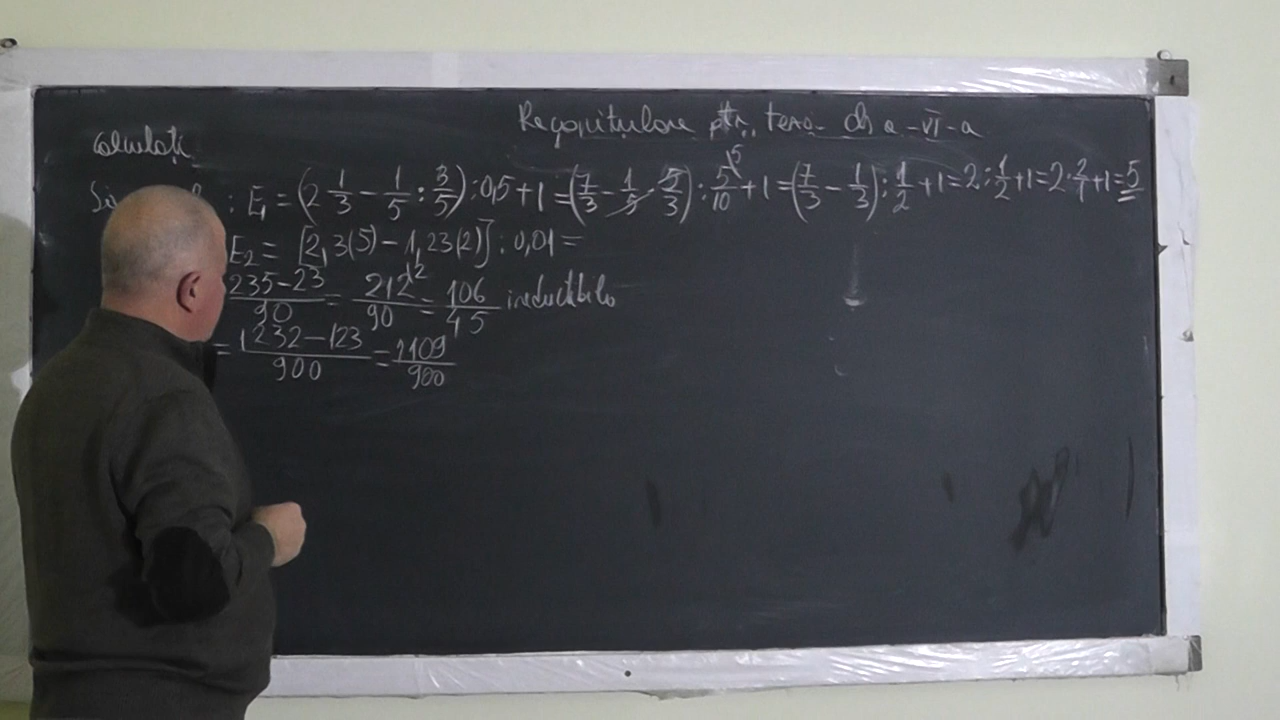 Recapitulare ptr. teza cls a-VI-a
Calculați
: E₁ = (2 1/3 - 1/5 : 3/5) : 0,5 + 1 = (7/3 - 1/5 · 5/3) : 5/10 + 1 = (7/3 - 1/3) : 1/2 + 1 = 2 : 1/2 + 1 = 2 · 2/1 + 1 = 5
E₂ = [2,3(5) - 1,23(2)] : 0,01 =
235-23/90 = 212/90 = 106/45 ireductibilă
= 1232-123/900 = 1109/900